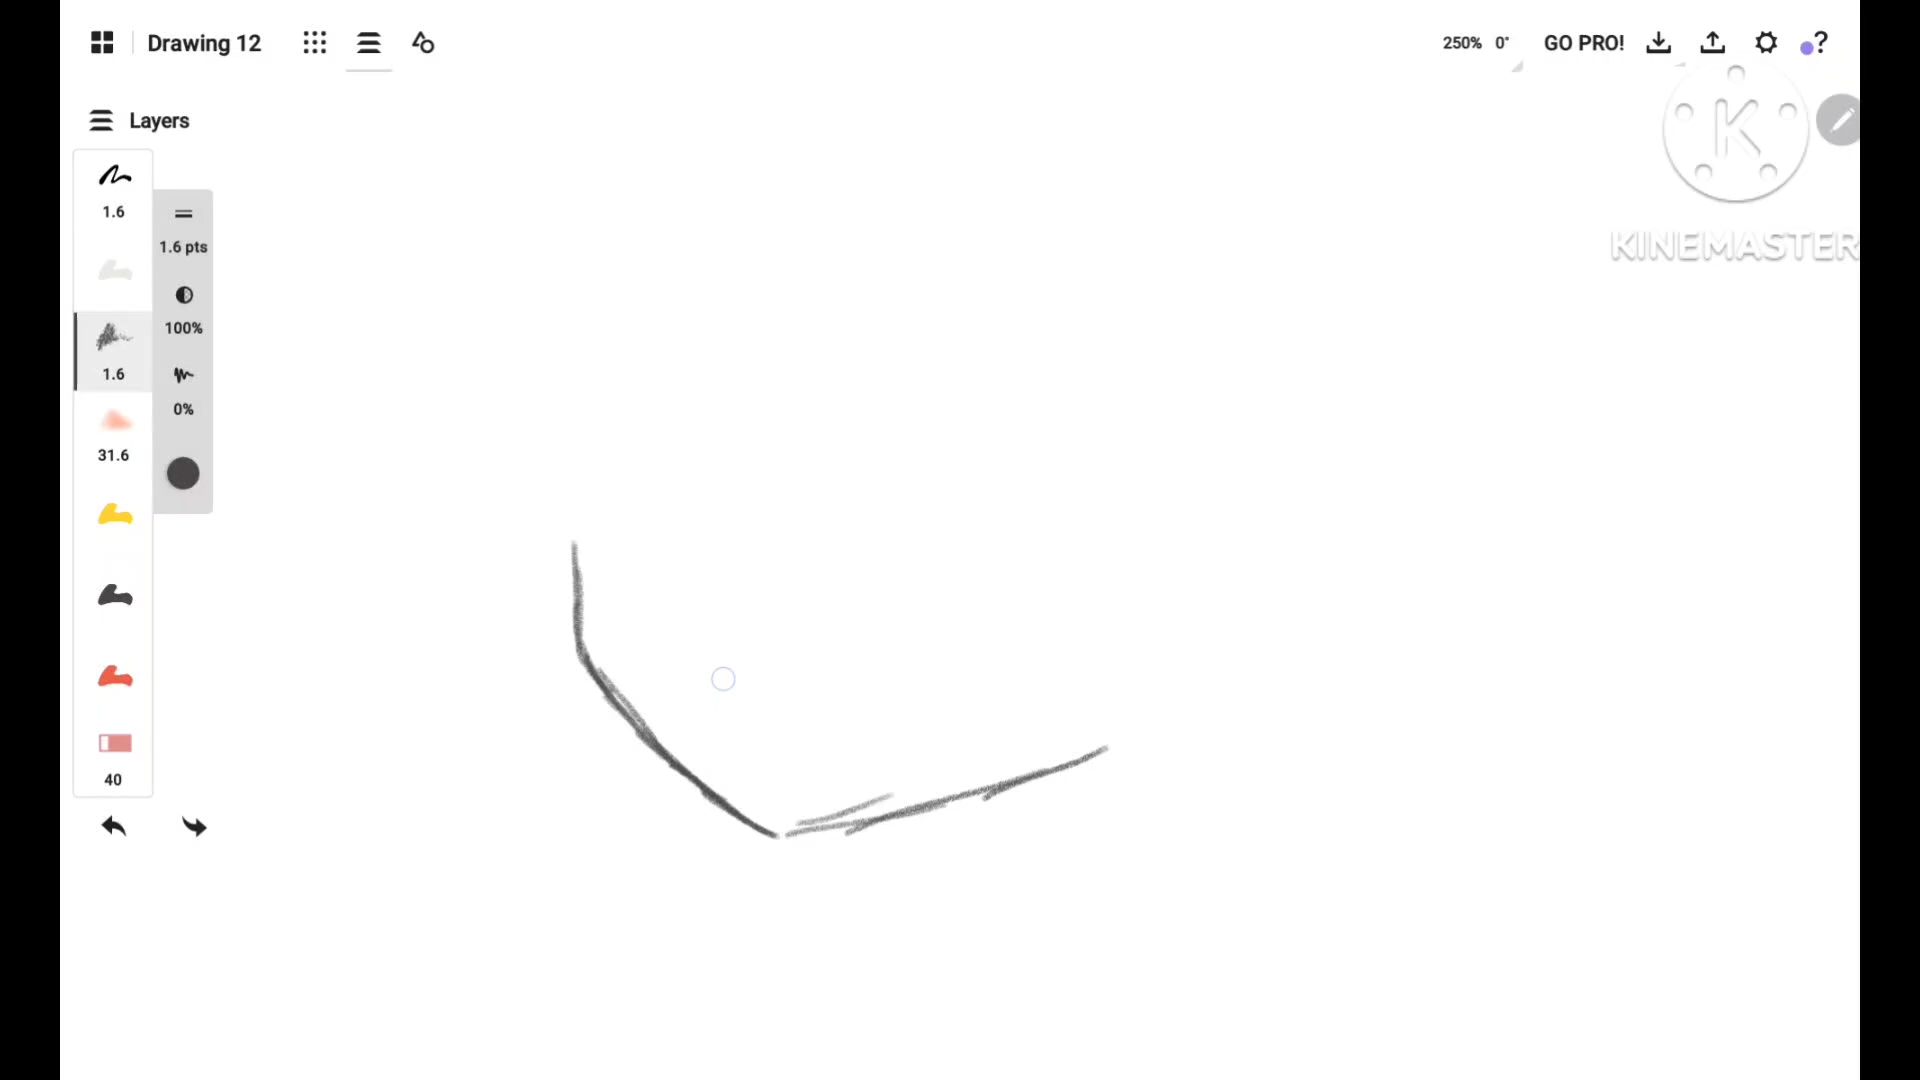 Drawing 12
250% 0°
GO PRO!
?
Layers
K
KINEMASTER
1.6
1.6 pts
100%
1.6
0%
31.6
40